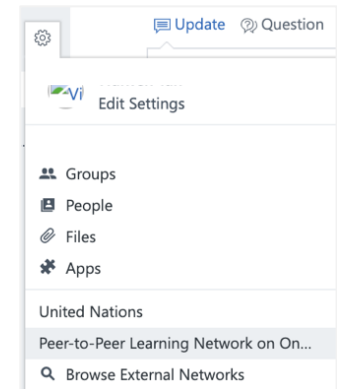 Update Question
Vi
Edit Settings
Groups
People
Files
Apps
United Nations
Peer-to-Peer Learning Network on On...
Browse External Networks